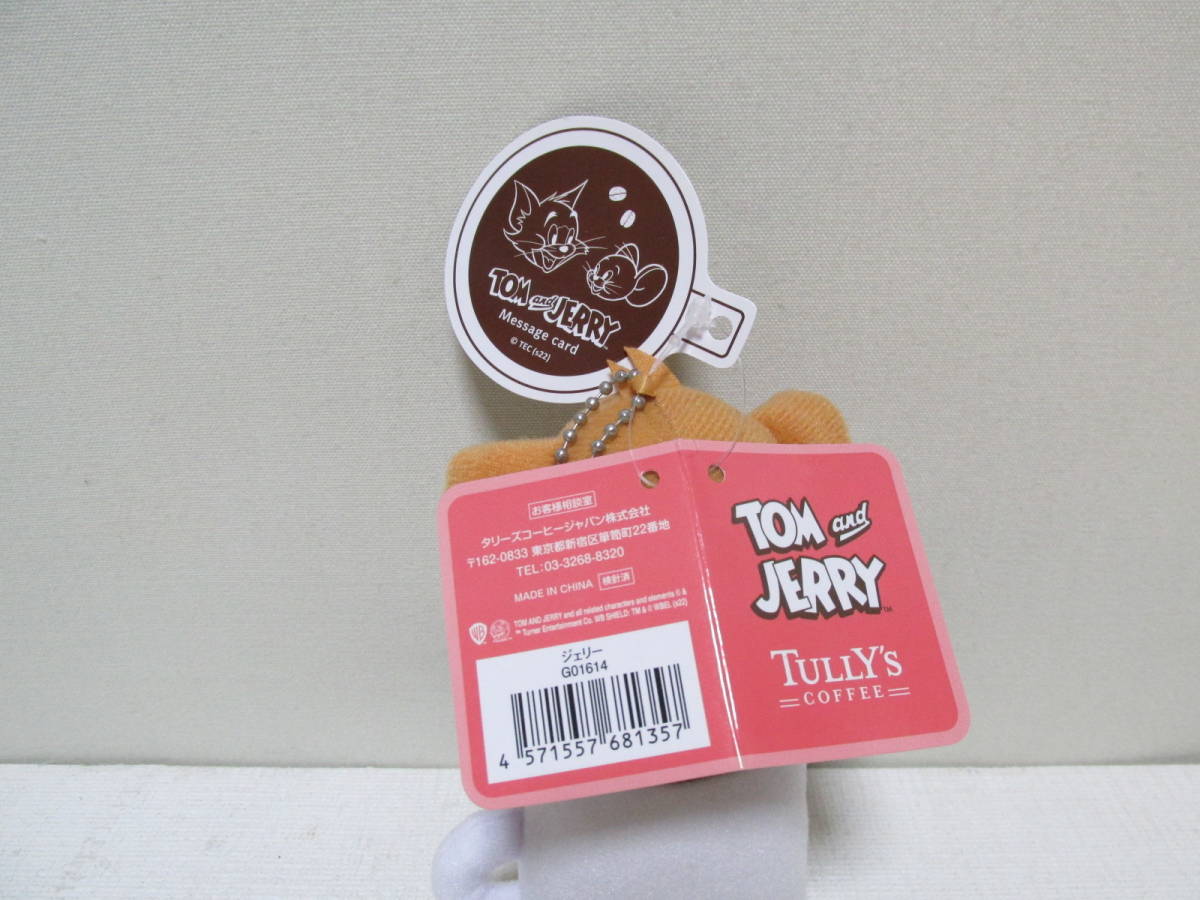 TOM and JERRY™
Message card
© TEC (s22)
お客様相談室
タリーズコーヒージャパン株式会社
〒162-0833 東京都新宿区箪笥町22番地
TEL:03-3268-8320
MADE IN CHINA 検針済
TOM AND JERRY and all related characters and elements © &
™ Turner Entertainment Co. WB SHIELD: TM & © WBEI. (s22)
WB
ジェリー
G01614
4 571557 681357
TOM and
JERRY™
TULLY'S
COFFEE